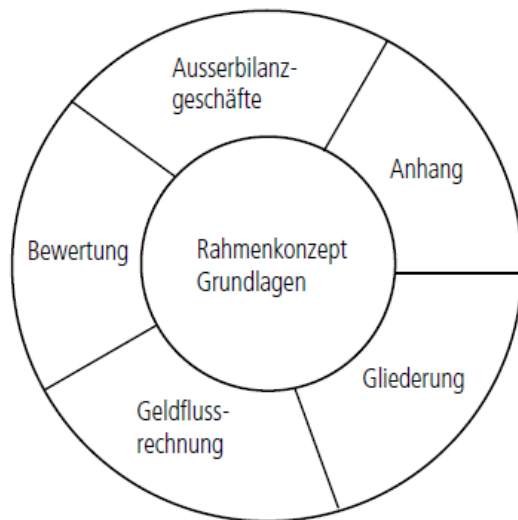 Ausserbilanz-
geschäfte
Anhang
Bewertung
Rahmenkonzept
Grundlagen
Gliederung
Geldfluss-
rechnung